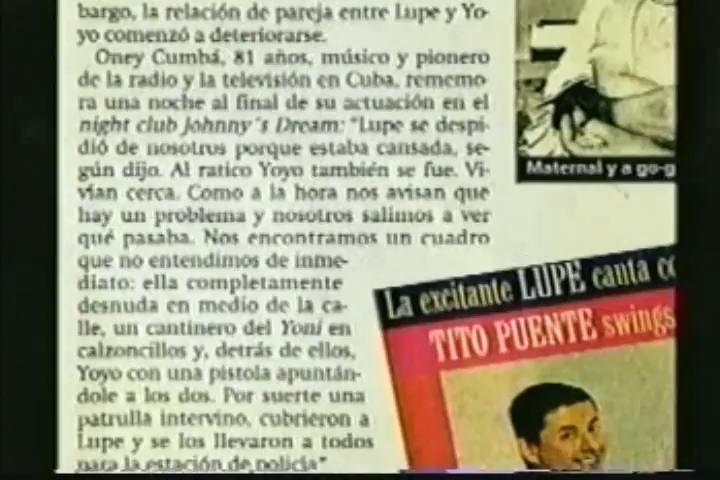 bargo, la relación de pareja entre Lupe y Yo-
yo comenzó a deteriorarse.
Oney Cumbá, 81 años, músico y pionero
de la radio y la televisión en Cuba, rememo-
ra una noche al final de su actuación en el
night club Johnny's Dream: "Lupe se despi-
dió de nosotros porque estaba cansada, se-
gún dijo. Al ratico Yoyo también se fue. Vi-
vían cerca. Como a la hora nos avisan que
hay un problema y nosotros salimos a ver
qué pasaba. Nos encontramos un cuadro
que no entendimos de inme-
diato: ella completamente
desnuda en medio de la ca-
lle, un cantinero del Yoni en
calzoncillos y, detrás de ellos,
Yoyo con una pistola apuntán-
dole a los dos. Por suerte una
patrulla intervino, cubrieron a
Lupe y se los llevaron a todos
para la estación de policía"
Maternal y a go-g
La excitante LUPE canta co
TITO PUENTE swings